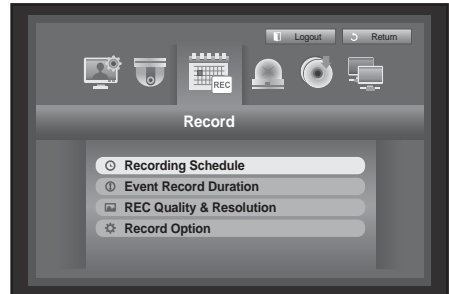 Logout Return
REC
Record
Recording Schedule
Event Record Duration
REC Quality & Resolution
Record Option